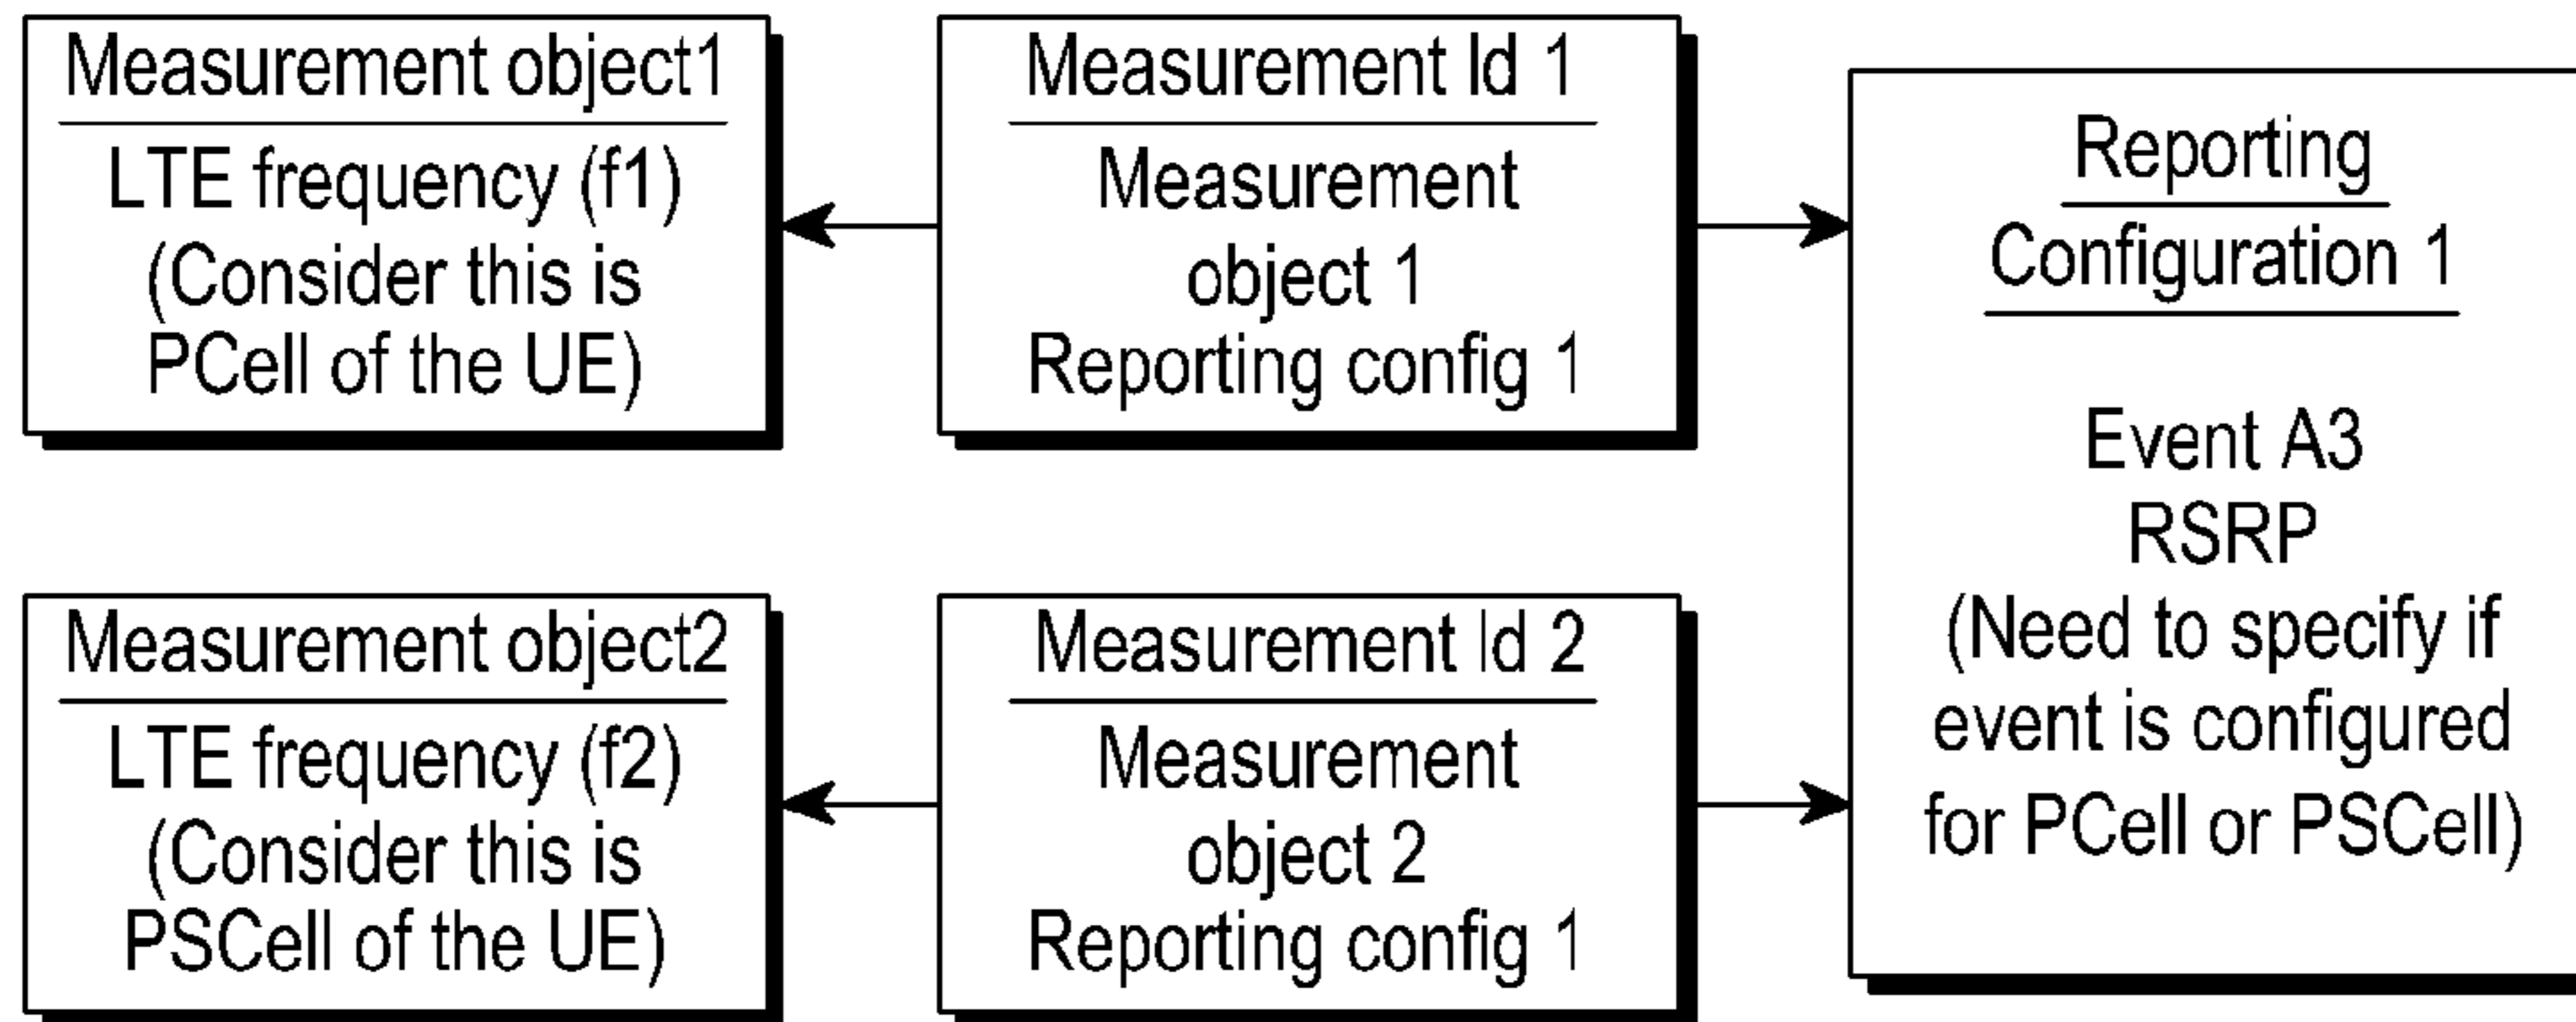 Measurement object1
LTE frequency (f1)
(Consider this is
PCell of the UE)
Measurement Id 1
Measurement
object 1
Reporting config 1
Reporting
Configuration 1
Event A3
RSRP
(Need to specify if
event is configured
for PCell or PSCell)
Measurement object2
LTE frequency (f2)
(Consider this is
PSCell of the UE)
Measurement Id 2
Measurement
object 2
Reporting config 1